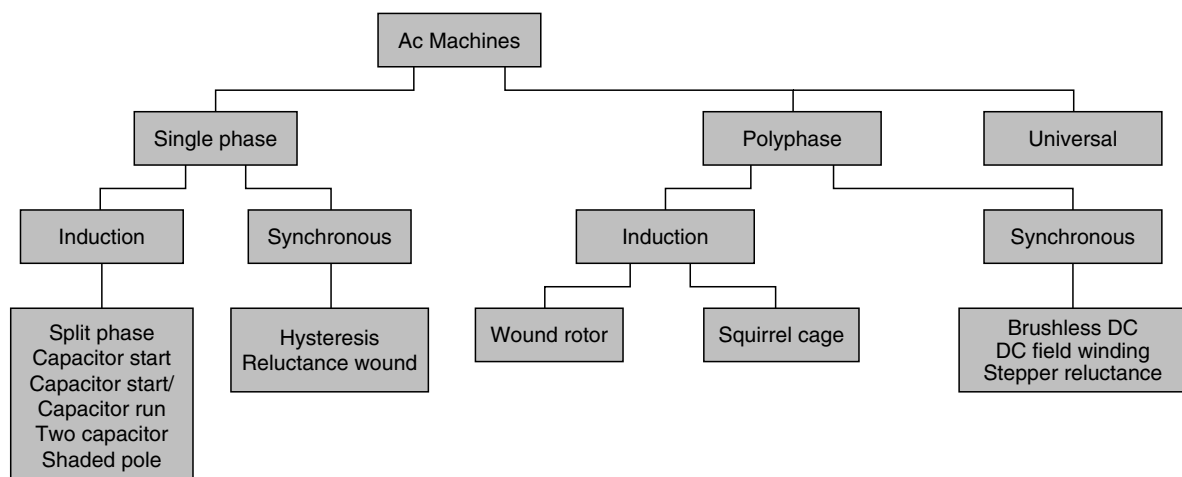 Ac Machines
Single phase
Polyphase
Universal
Induction
Synchronous
Induction
Synchronous
Split phase
Capacitor start
Capacitor start/
Capacitor run
Two capacitor
Shaded pole
Hysteresis
Reluctance wound
Wound rotor
Squirrel cage
Brushless DC
DC field winding
Stepper reluctance